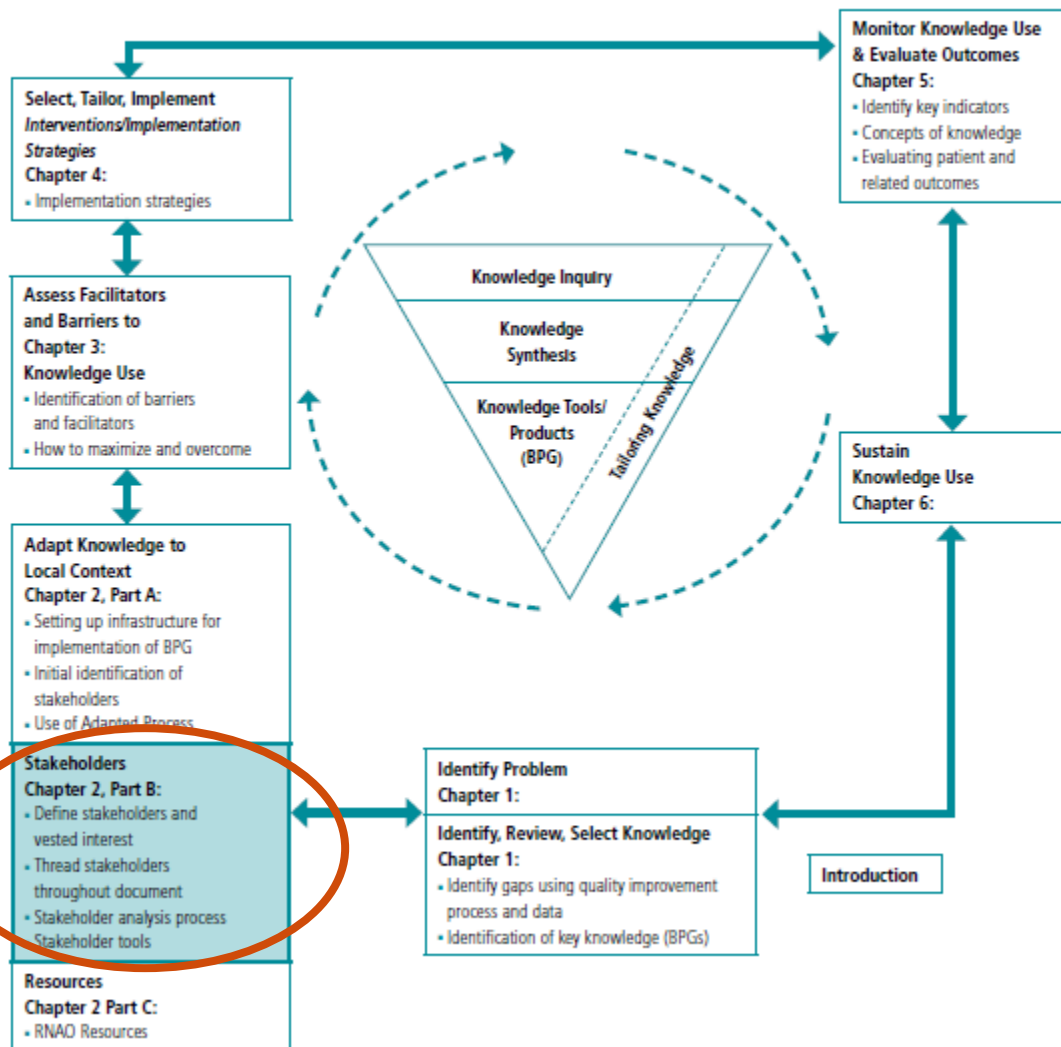 Monitor Knowledge Use
& Evaluate Outcomes
Chapter 5:
▪ Identify key indicators
▪ Concepts of knowledge
▪ Evaluating patient and
related outcomes
Select, Tailor, Implement
Interventions/Implementation
Strategies
Chapter 4:
▪ Implementation strategies
Knowledge Inquiry
Knowledge
Synthesis
Knowledge Tools/
Products
(BPG)
Tailoring Knowledge
Assess Facilitators
and Barriers to
Chapter 3:
Knowledge Use
▪ Identification of barriers
and facilitators
▪ How to maximize and overcome
Sustain
Knowledge Use
Chapter 6:
Adapt Knowledge to
Local Context
Chapter 2, Part A:
▪ Setting up infrastructure for
implementation of BPG
▪ Initial identification of
stakeholders
▪ Use of Adapted Process
Stakeholders
Chapter 2, Part B:
▪ Define stakeholders and
vested interest
▪ Thread stakeholders
throughout document
▪ Stakeholder analysis process
Stakeholder tools
Identify Problem
Chapter 1:
Identify, Review, Select Knowledge
Chapter 1:
▪ Identify gaps using quality improvement
process and data
▪ Identification of key knowledge (BPGs)
Introduction
Resources
Chapter 2 Part C:
▪ RNAO Resources